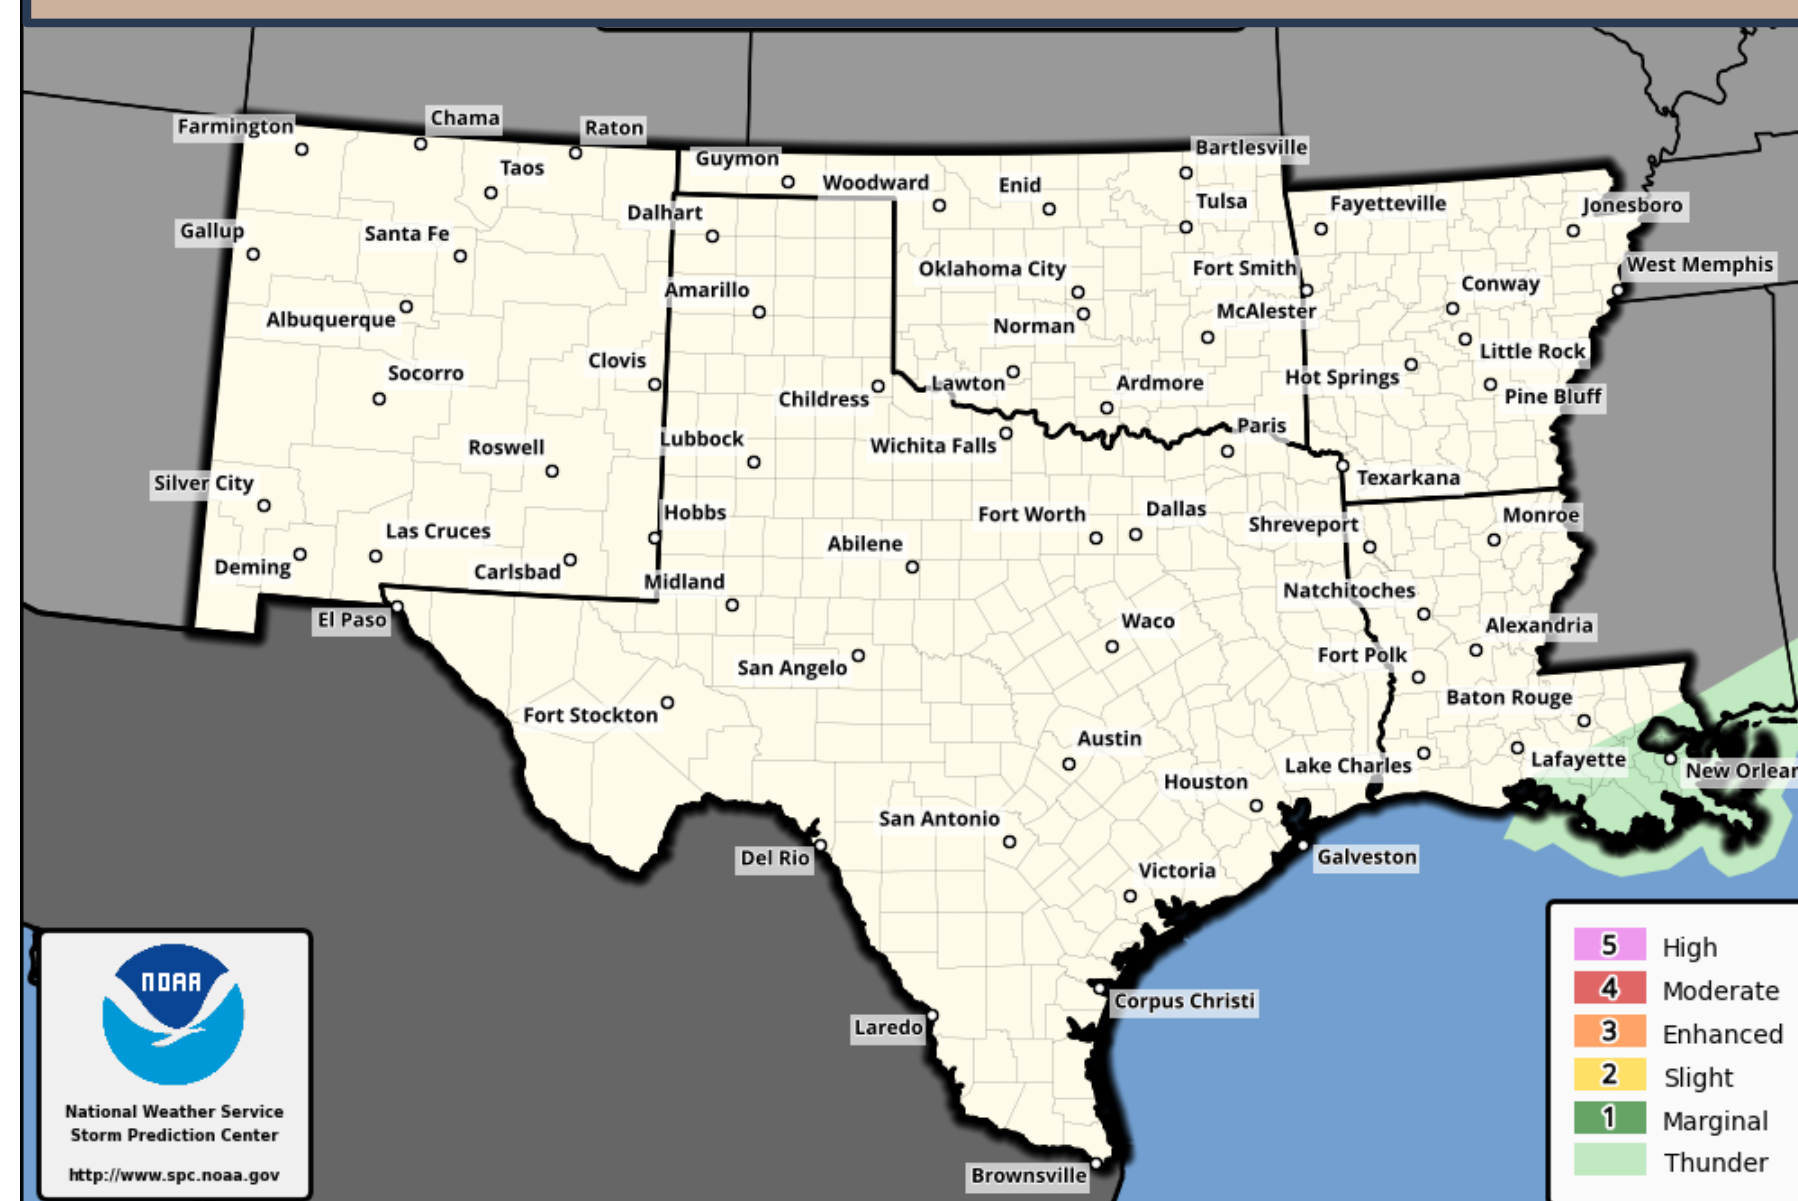 Farmington
Chama
Raton
Taos
Guymon
Woodward
Enid
Bartlesville
Tulsa
Fayetteville
Jonesboro
Gallup
Santa Fe
Dalhart
Oklahoma City
Fort Smith
West Memphis
Conway
Albuquerque
Amarillo
Norman
McAlester
Little Rock
Socorro
Clovis
Childress
Lawton
Ardmore
Hot Springs
Pine Bluff
Roswell
Lubbock
Wichita Falls
Paris
Silver City
Texarkana
Hobbs
Fort Worth
Dallas
Shreveport
Monroe
Las Cruces
Abilene
Deming
Carlsbad
Midland
Natchitoches
El Paso
Waco
Alexandria
San Angelo
Fort Polk
Fort Stockton
Baton Rouge
Austin
Lake Charles
Lafayette
New Orlean
Houston
San Antonio
Del Rio
Galveston
Victoria
Corpus Christi
Laredo
Brownsville
NOAA
National Weather Service
Storm Prediction Center
http://www.spc.noaa.gov
5 High
4 Moderate
3 Enhanced
2 Slight
1 Marginal
Thunder